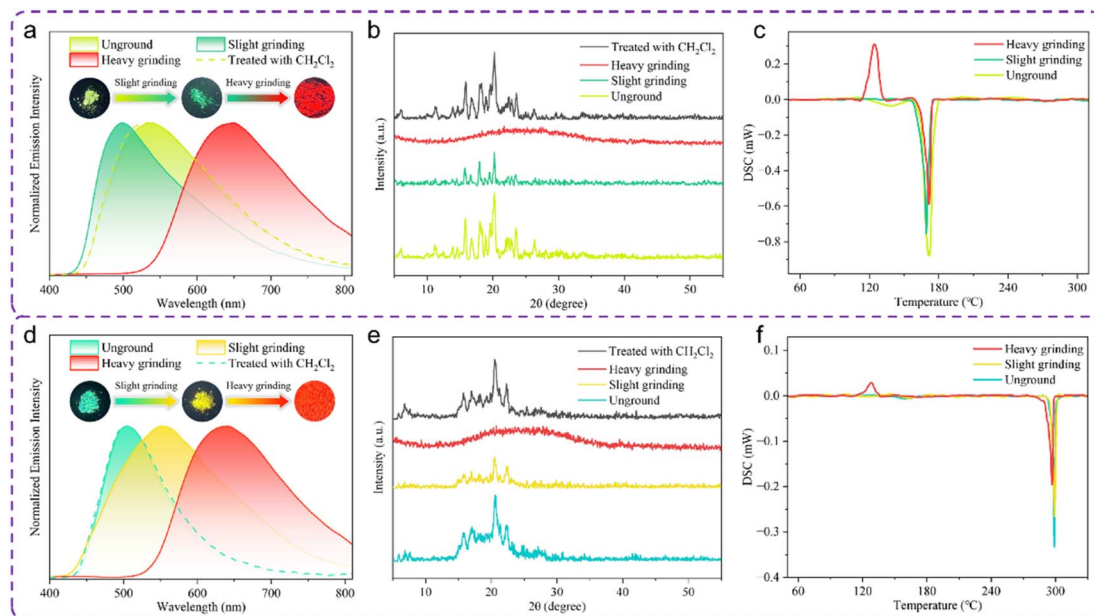 a
Unground
Slight grinding
Heavy grinding
Treated with CH2Cl2
Slight grinding
Heavy grinding
Normalized Emission Intensity
400 500 600 700 800
Wavelength (nm)
b
Treated with CH2Cl2
Heavy grinding
Slight grinding
Unground
Intensity (a.u.)
10 20 30 40 50
2θ (degree)
c
Heavy grinding
Slight grinding
Unground
DSC (mW)
0.4
0.0
−0.4
−0.8
60 120 180 240 300
Temperature (℃)
d
Unground
Slight grinding
Heavy grinding
Treated with CH2Cl2
Slight grinding
Heavy grinding
Normalized Emission Intensity
400 500 600 700 800
Wavelength (nm)
e
Treated with CH2Cl2
Heavy grinding
Slight grinding
Unground
Intensity (a.u.)
10 20 30 40 50
2θ (degree)
f
Heavy grinding
Slight grinding
Unground
DSC (mW)
0.1
0.0
−0.1
−0.2
−0.3
−0.4
60 120 180 240 300
Temperature (℃)